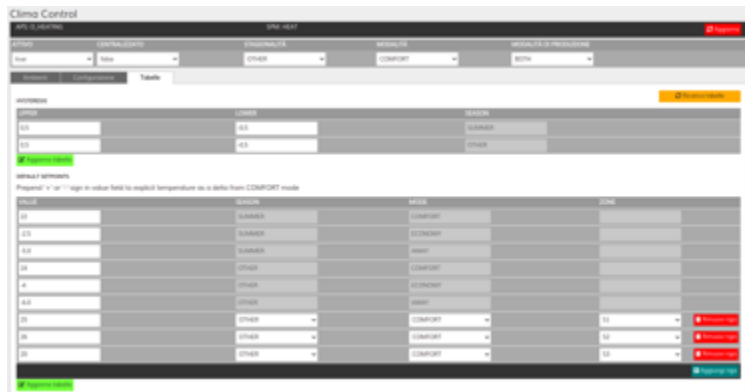 Clima Control
SPM: HEAT
Aggiorna
ATTIVO CENTRALIZZATO STAGIONALITÀ MODALITÀ MODALITÀ DI PRODUZIONE
true false OTHER COMFORT BOTH
Ambienti Configurazione Tabelle
Ricarica tabelle
HYSTERESIS
UPPER LOWER SEASON
0.5 -0.5 SUMMER
0.5 -0.5 OTHER
Aggiorna tabella
DEFAULT SETPOINTS
Prepend '+' or '-' sign in value field to explicit temperature as a delta from COMFORT mode
VALUE SEASON MODE ZONE
SUMMER COMFORT
SUMMER ECONOMY
SUMMER AWAY
OTHER COMFORT
OTHER ECONOMY
OTHER AWAY
OTHER COMFORT S1 Rimuovi riga
OTHER COMFORT S2 Rimuovi riga
20 OTHER COMFORT S3 Rimuovi riga
Aggiungi riga
Aggiorna tabella